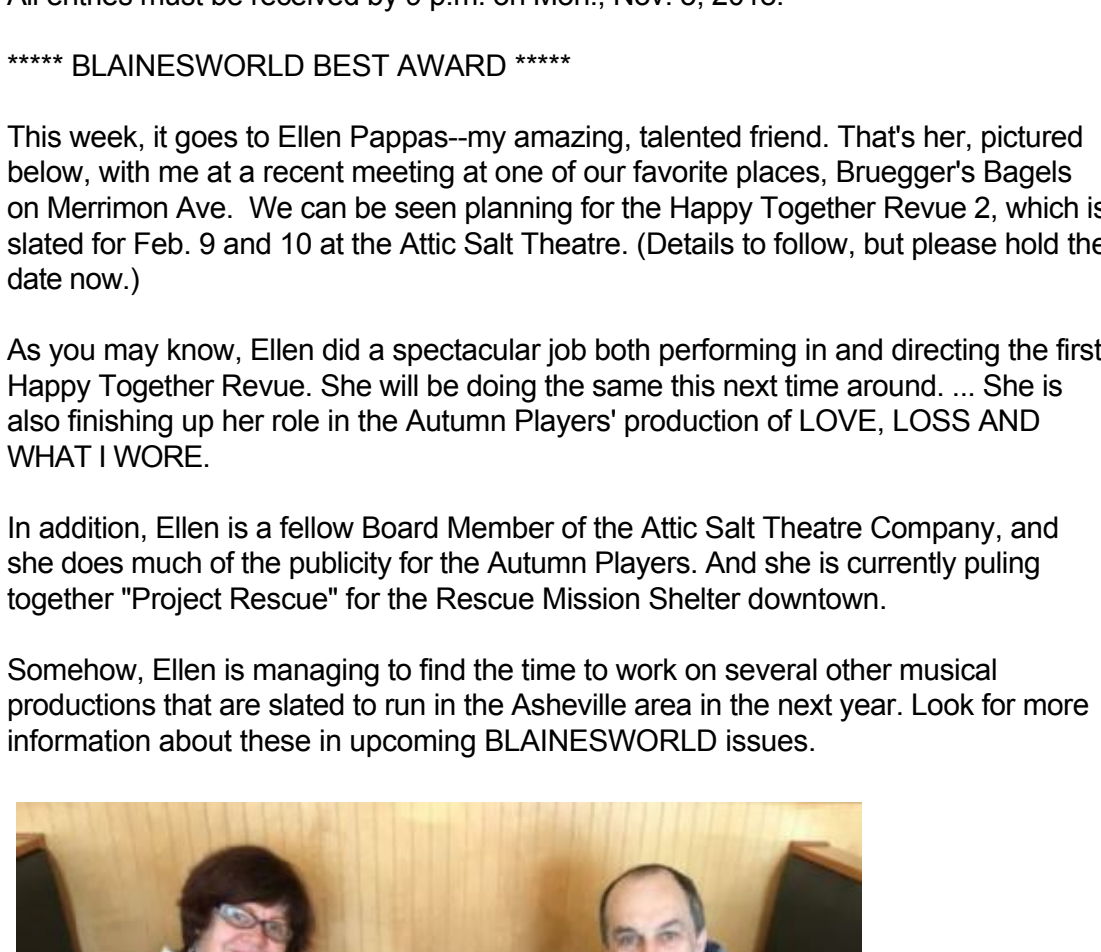 ***** BLAINESWORLD BEST AWARD *****
This week, it goes to Ellen Pappas--my amazing, talented friend. That's her, pictured
below, with me at a recent meeting at one of our favorite places, Bruegger's Bagels
on Merrimon Ave.  We can be seen planning for the Happy Together Revue 2, which is
slated for Feb. 9 and 10 at the Attic Salt Theatre. (Details to follow, but please hold the
date now.)
As you may know, Ellen did a spectacular job both performing in and directing the first
Happy Together Revue. She will be doing the same this next time around. ... She is
also finishing up her role in the Autumn Players' production of LOVE, LOSS AND
WHAT I WORE.
In addition, Ellen is a fellow Board Member of the Attic Salt Theatre Company, and
she does much of the publicity for the Autumn Players. And she is currently puling
together "Project Rescue" for the Rescue Mission Shelter downtown.
Somehow, Ellen is managing to find the time to work on several other musical
productions that are slated to run in the Asheville area in the next year. Look for more
information about these in upcoming BLAINESWORLD issues.